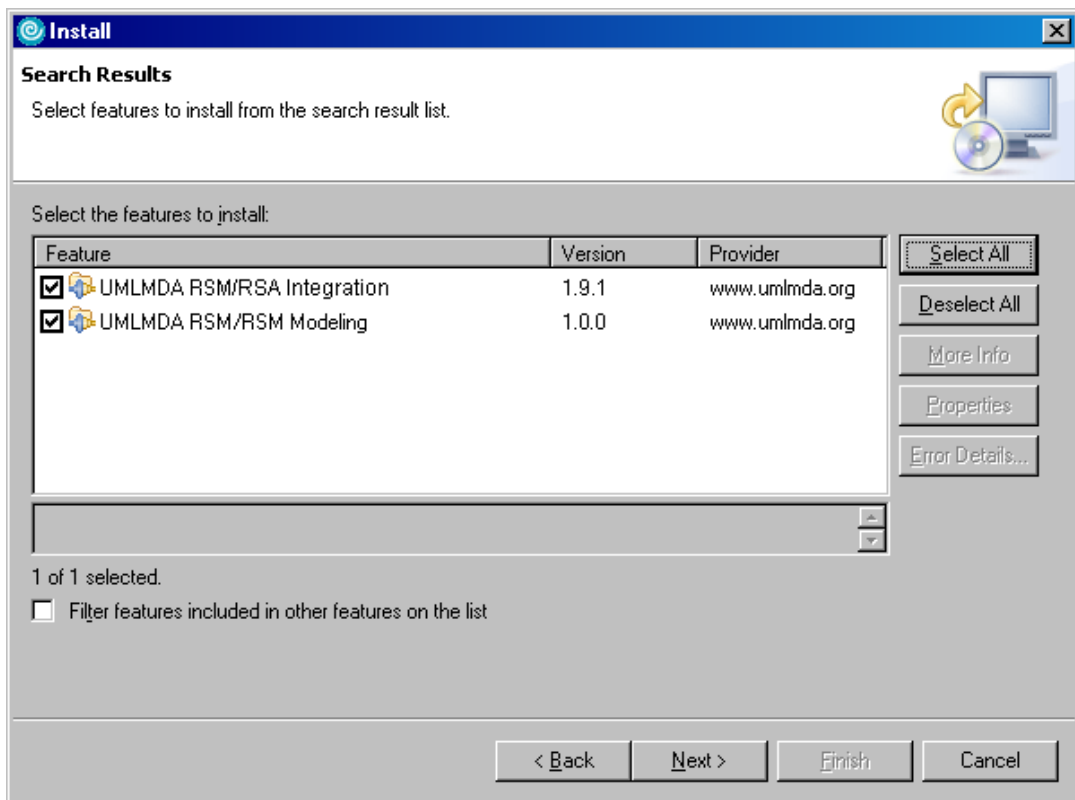 Install
Search Results
Select features to install from the search result list.
Select the features to install:
Feature Version Provider
UMLMDA RSM/RSA Integration 1.9.1 www.umlmda.org
UMLMDA RSM/RSM Modeling 1.0.0 www.umlmda.org
Select All
Deselect All
More Info
Properties
Error Details...
1 of 1 selected.
Filter features included in other features on the list
< Back Next > Finish Cancel